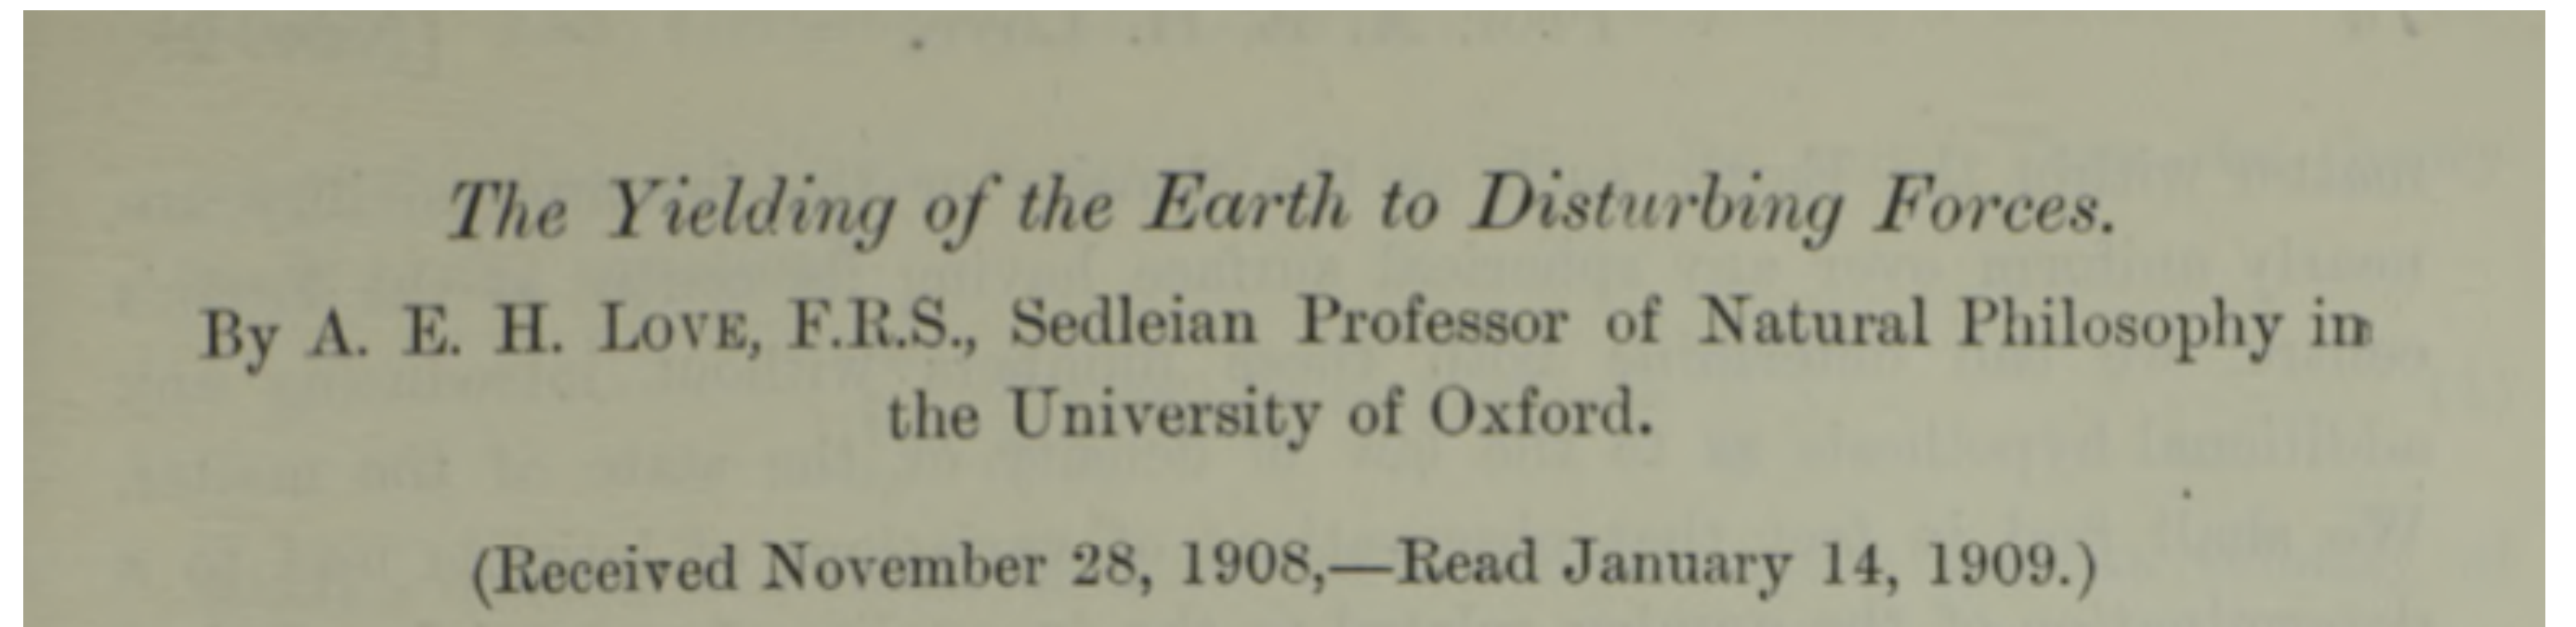 The Yielding of the Earth to Disturbing Forces.
By A. E. H. LOVE, F.R.S., Sedleian Professor of Natural Philosophy in
the University of Oxford.
(Received November 28, 1908,—Read January 14, 1909.)